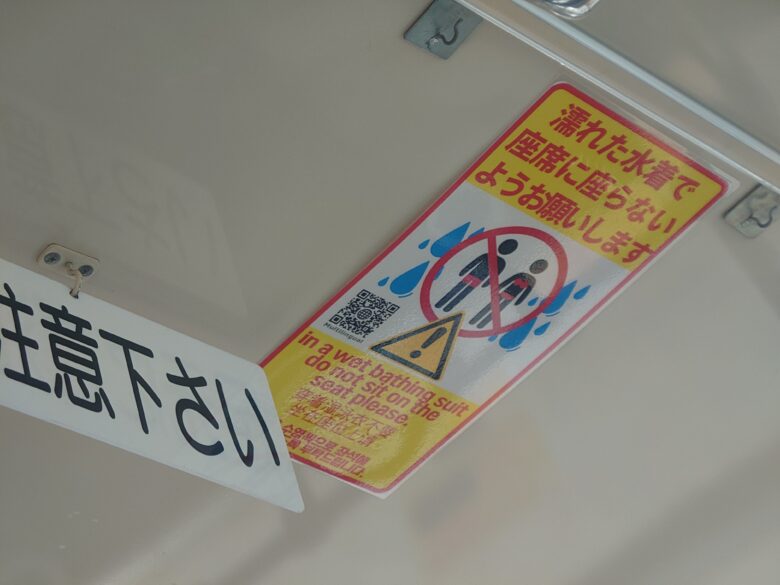 濡れた水着で
座席に座らない
ようお願いします
Multilingual
in a wet bathing suit
do not sit on the
seat please.
注意下さい